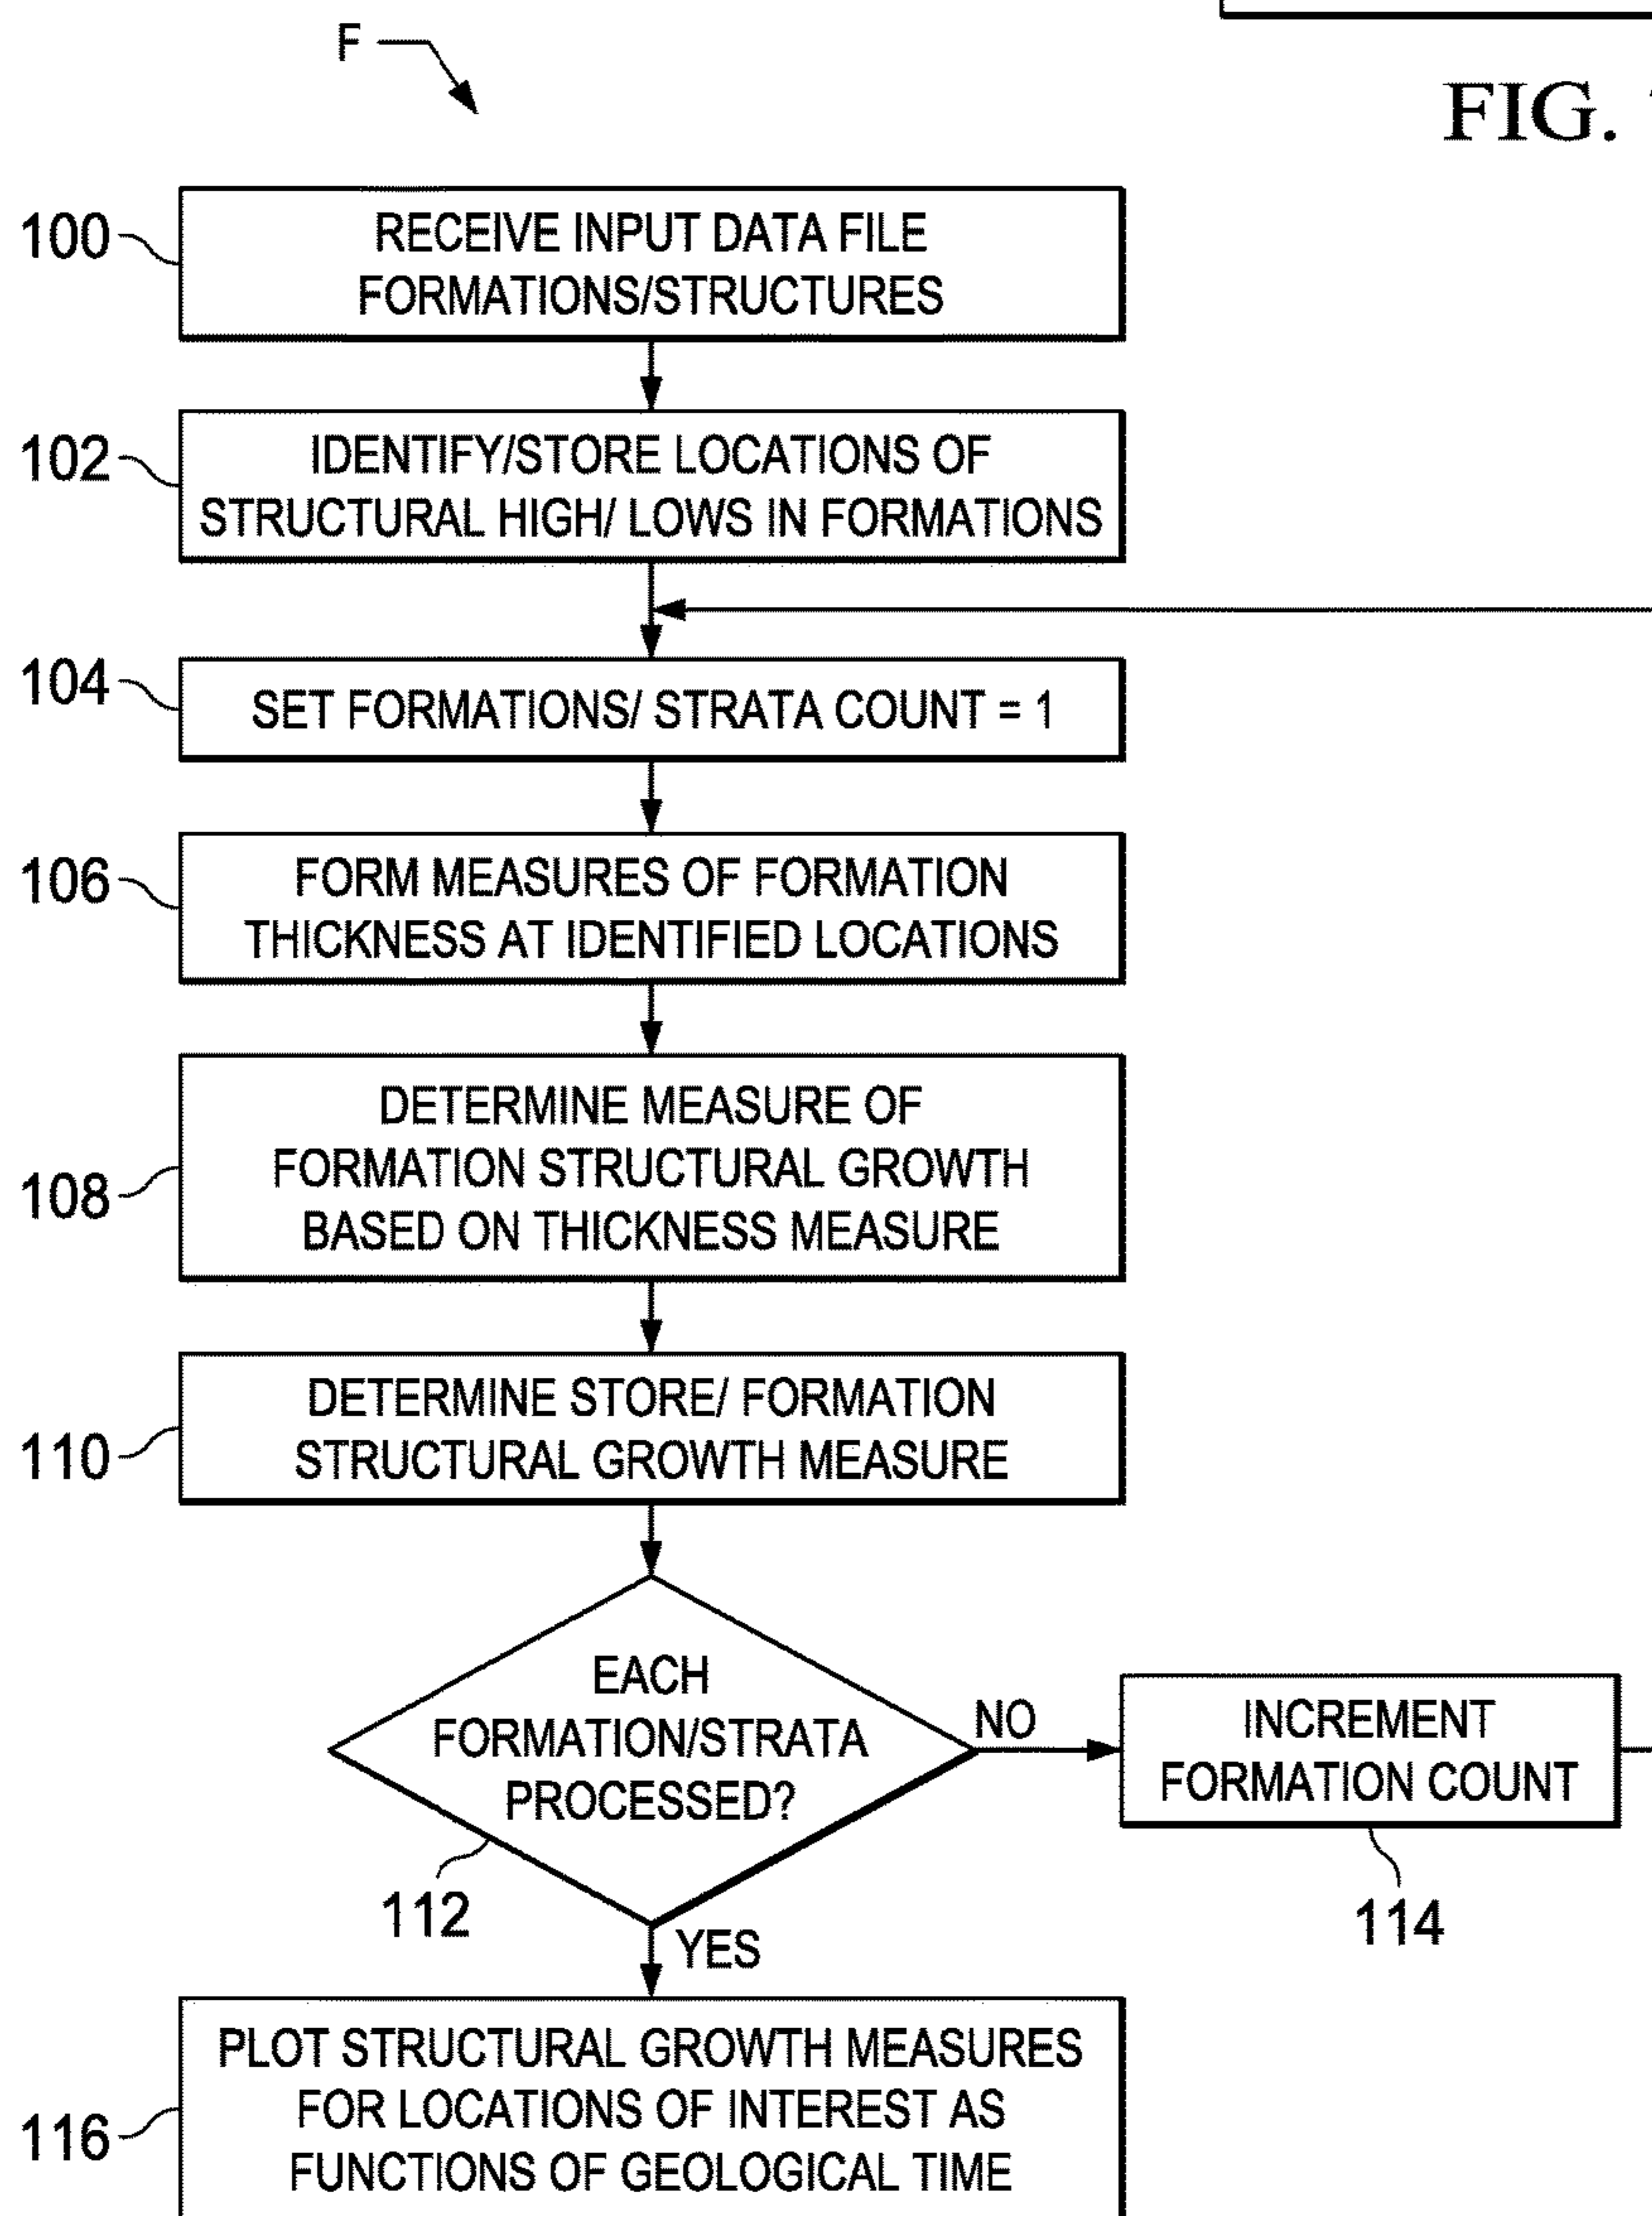 F
FIG.
100
RECEIVE INPUT DATA FILE
FORMATIONS/STRUCTURES
102
IDENTIFY/STORE LOCATIONS OF
STRUCTURAL HIGH/ LOWS IN FORMATIONS
104
SET FORMATIONS/ STRATA COUNT = 1
106
FORM MEASURES OF FORMATION
THICKNESS AT IDENTIFIED LOCATIONS
108
DETERMINE MEASURE OF
FORMATION STRUCTURAL GROWTH
BASED ON THICKNESS MEASURE
110
DETERMINE STORE/ FORMATION
STRUCTURAL GROWTH MEASURE
EACH
FORMATION/STRATA
PROCESSED?
112
NO
INCREMENT
FORMATION COUNT
114
YES
116
PLOT STRUCTURAL GROWTH MEASURES
FOR LOCATIONS OF INTEREST AS
FUNCTIONS OF GEOLOGICAL TIME